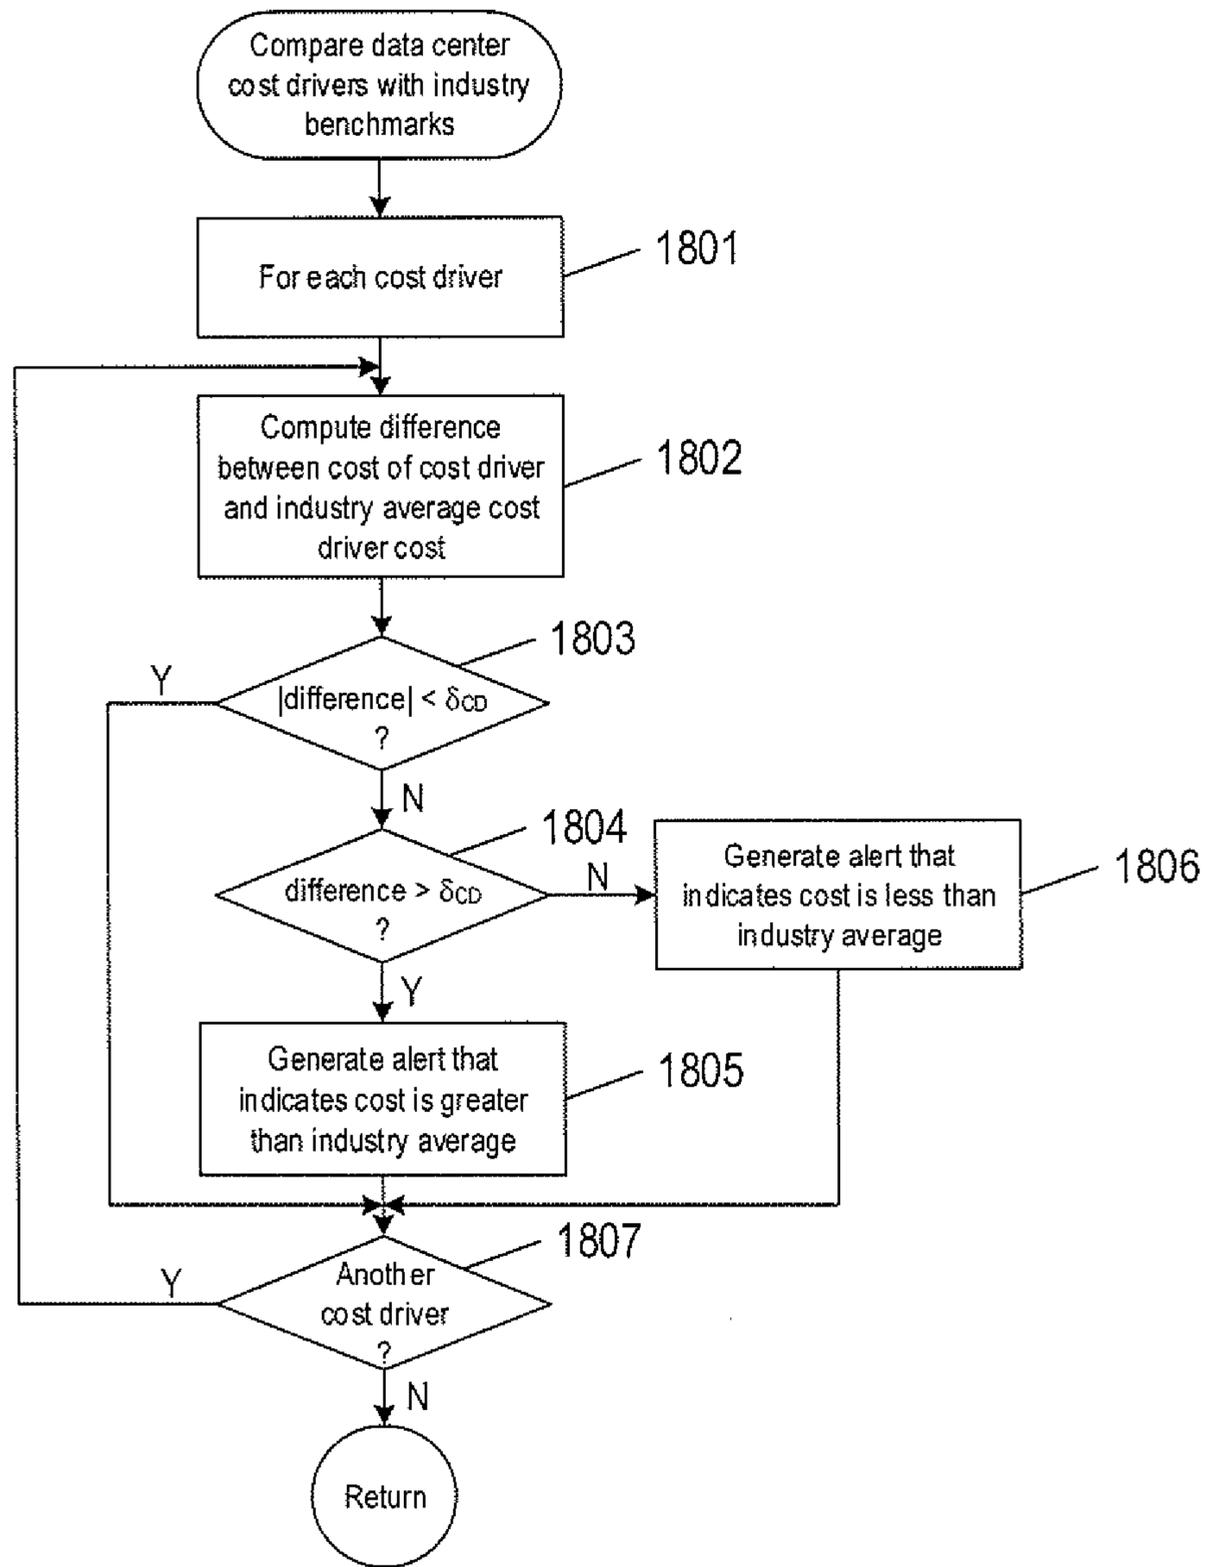 Compare data center
cost drivers with industry
benchmarks
1801
For each cost driver
Compute difference
between cost of cost driver
and industry average cost
driver cost
1802
1803
Y
|difference| < δCD
?
N
1804
difference > δCD
?
N
Generate alert that
indicates cost is less than
industry average
1806
Y
Generate alert that
indicates cost is greater
than industry average
1805
1807
Y
Another
cost driver
?
N
Return